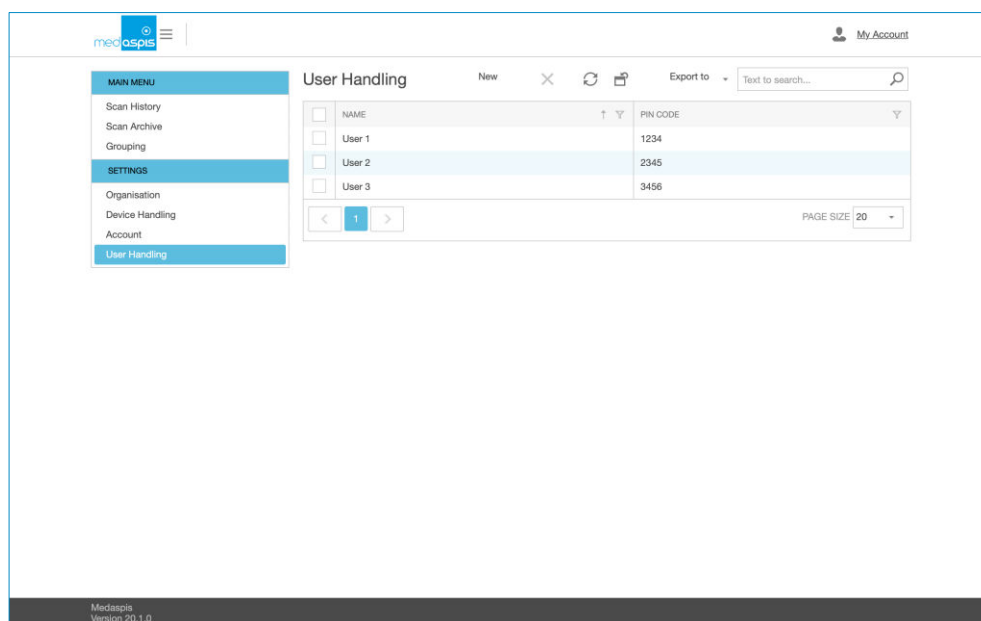 medaspis
My Account
MAIN MENU
Scan History
Scan Archive
Grouping
SETTINGS
Organisation
Device Handling
Account
User Handling
User Handling New Export to Text to search...
NAME PIN CODE
User 1 1234
User 2 2345
User 3 3456
1 PAGE SIZE 20
Medaspis
Version 20.1.0